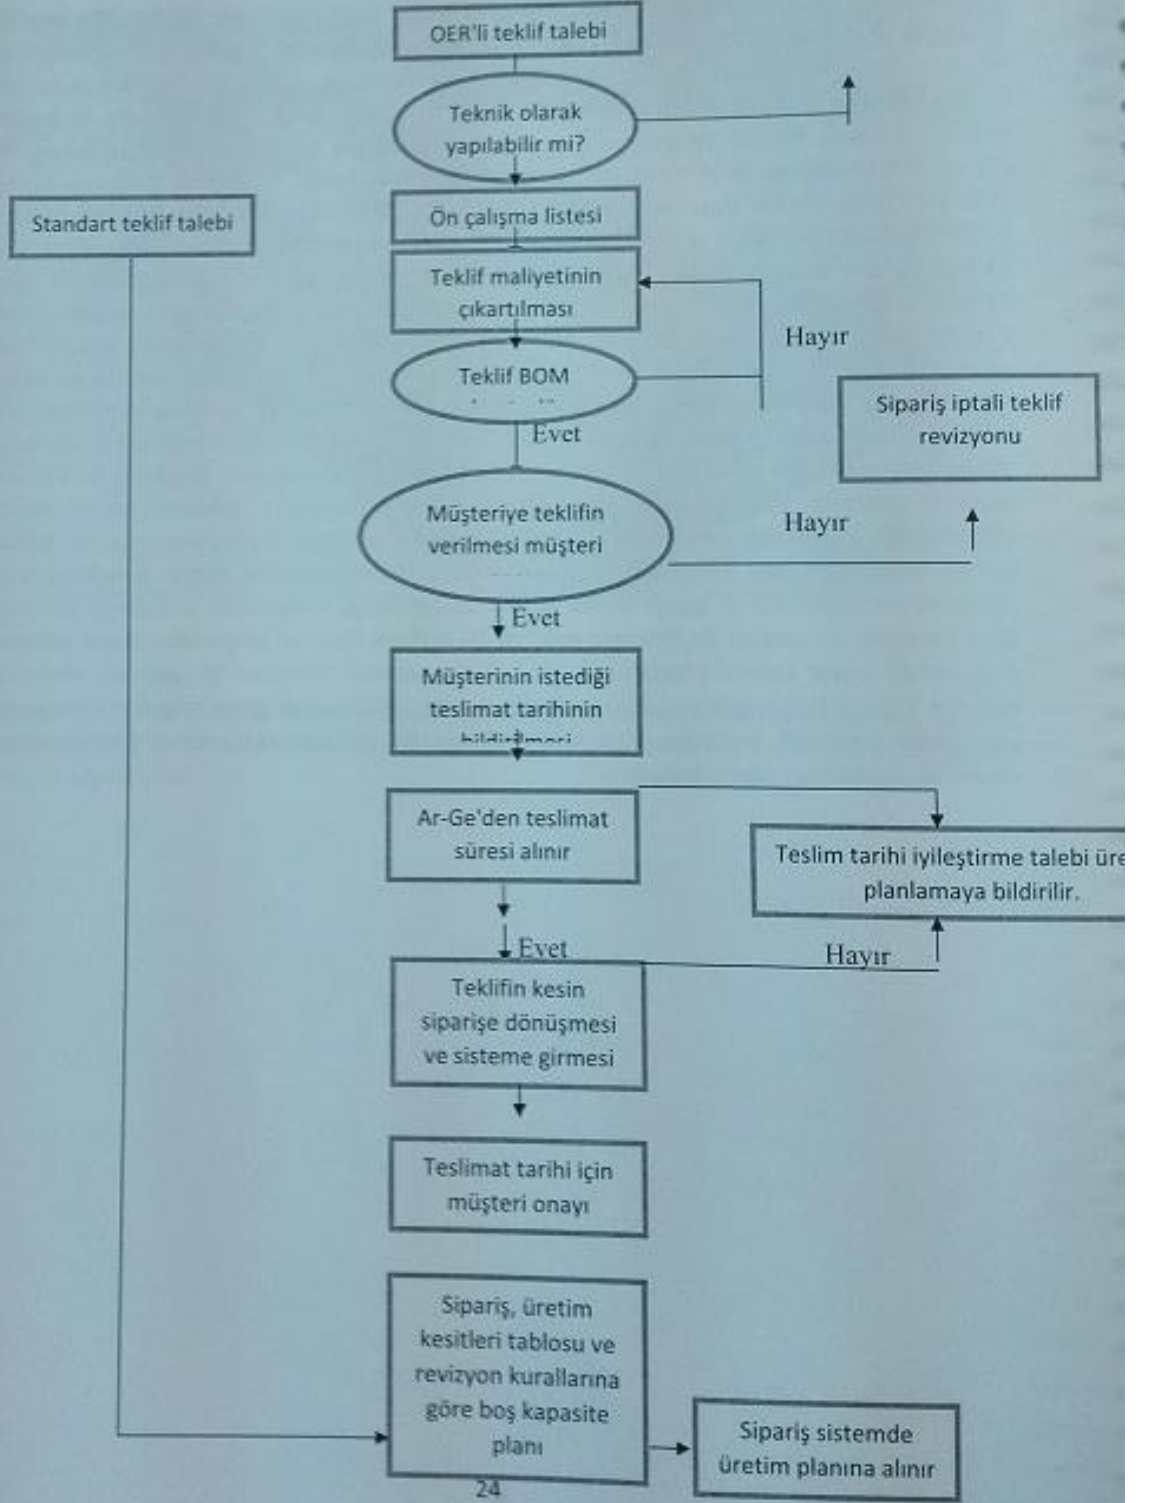 OER'li teklif talebi
Teknik olarak
yapılabilir mi?
Standart teklif talebi
Ön çalışma listesi
Teklif maliyetinin
çıkartılması
Hayır
Teklif BOM
Evet
Sipariş iptali teklif
revizyonu
Müşteriye teklifin
verilmesi müşteri
Hayır
Evet
Müşterinin istediği
teslimat tarihinin
Ar-Ge'den teslimat
süresi alınır
Teslim tarihi iyileştirme talebi üre
planlamaya bildirilir.
Evet
Hayır
Teklifin kesin
siparişe dönüşmesi
ve sisteme girmesi
Teslimat tarihi için
müşteri onayı
Sipariş, üretim
kesitleri tablosu ve
revizyon kurallarına
göre boş kapasite
planı
Sipariş sistemde
üretim planına alınır
24